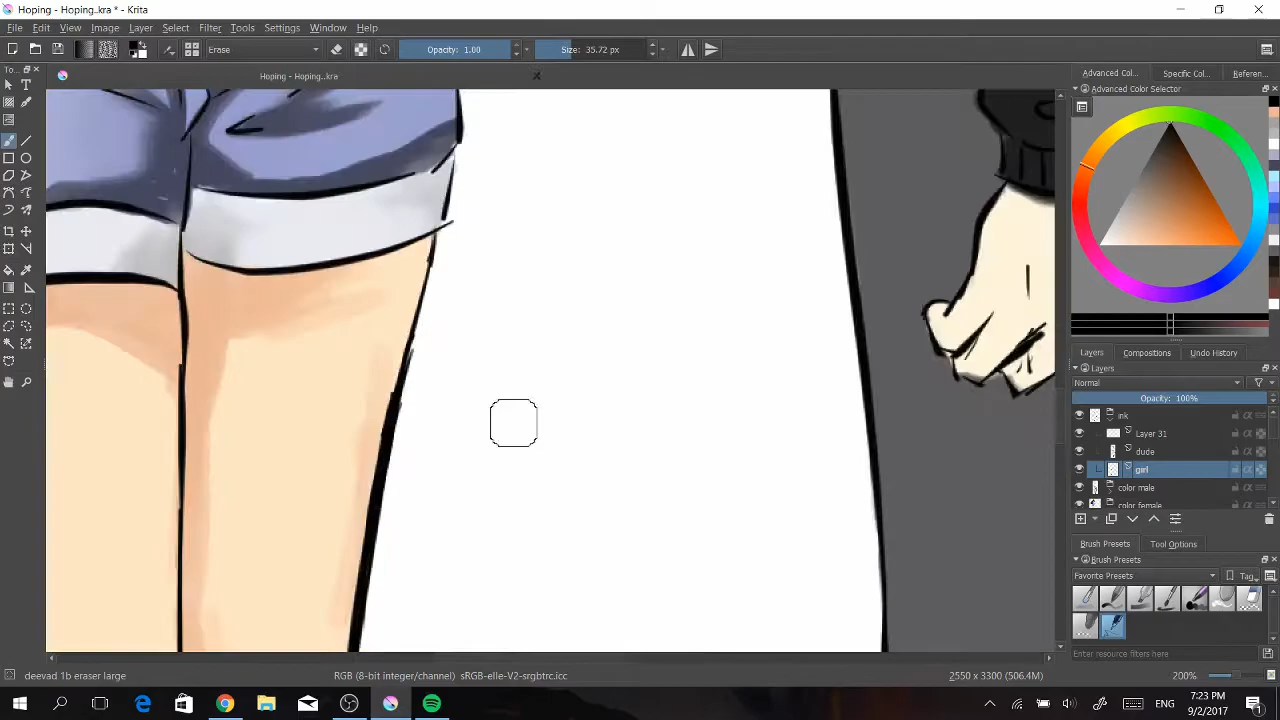 Hoping - Hoping..kra * - Krita
File Edit View Image Layer Select Filter Tools Settings Window Help
Erase Opacity: 1.00 Size: 35.72 px
To... Hoping - Hoping..kra Advanced Col... Specific Col... Referen...
Advanced Color Selector
Layers Compositions Undo History
Layers
Normal
Opacity: 100%
ink
Layer 31
dude
girl
color male
color female
Brush Presets Tool Options
Brush Presets
Favorite Presets Tag
Enter resource filters here
deevad 1b eraser large RGB (8-bit integer/channel) sRGB-elle-V2-srgbtrc.icc 2550 x 3300 (506.4M) 200%
7:23 PM
ENG
9/2/2017
1